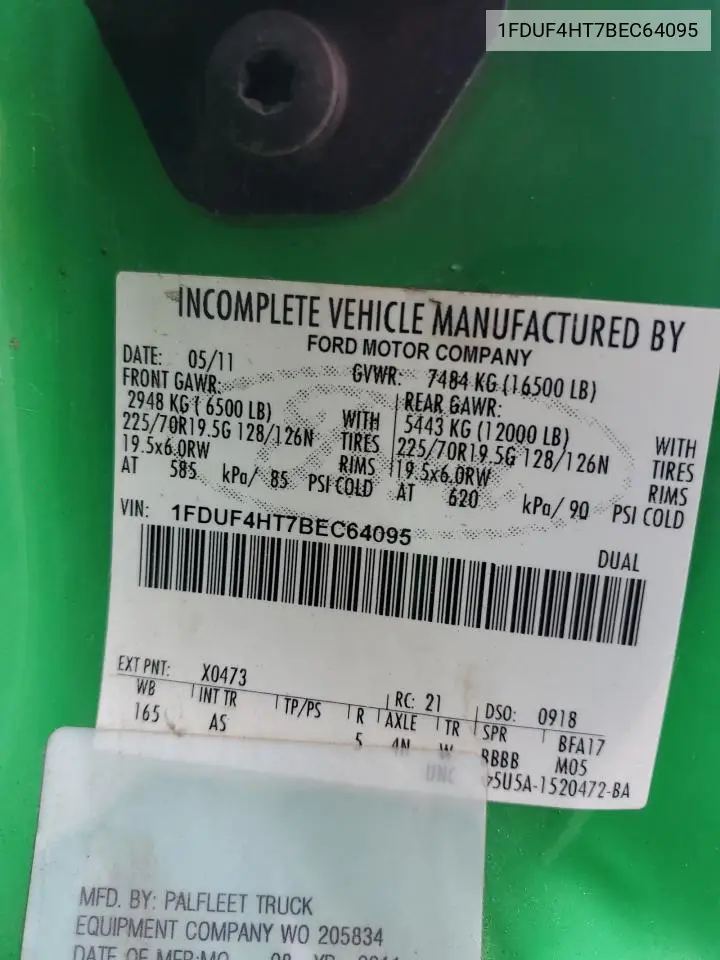 1FDUF4HT7BEC64095
INCOMPLETE VEHICLE MANUFACTURED BY
FORD MOTOR COMPANY
DATE: 05/11 GVWR: 7484 KG (16500 LB)
FRONT GAWR: REAR GAWR:
2948 KG ( 6500 LB) WITH 5443 KG (12000 LB) WITH
225/70R19.5G 128/126N TIRES 225/70R19.5G 128/126N TIRES
19.5x6.0RW RIMS 19.5x6.0RW RIMS
AT 585 kPa/ 85 PSI COLD AT 620 kPa/ 90 PSI COLD
VIN: 1FDUF4HT7BEC64095
DUAL
EXT PNT: X0473 RC: 21 DSO: 0918
WB INT TR TP/PS R AXLE TR SPR BFA17
165 AS 5 4N W BBBB M05
5U5A-1520472-BA
MFD. BY: PALFLEET TRUCK
EQUIPMENT COMPANY WO 205834
DATE OF MFR:MO